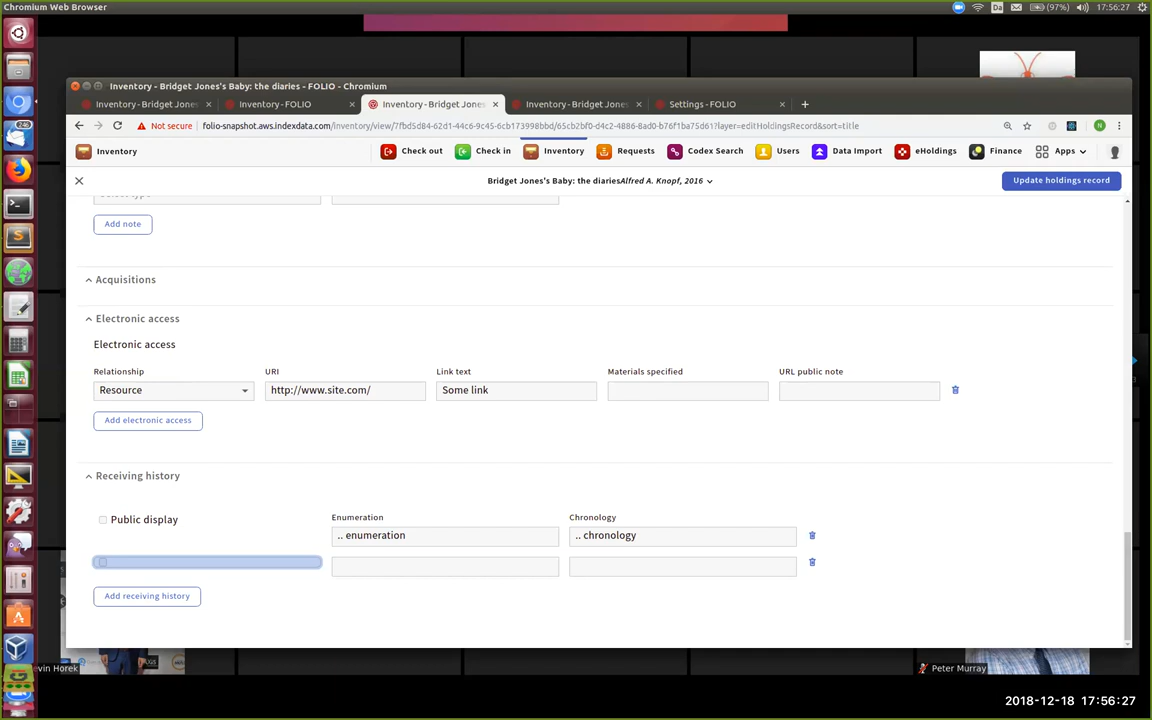 Chromium Web Browser
Da
(97%)
17:56:27
Inventory - Bridget Jones's Baby: the diaries - FOLIO - Chromium
Inventory - Bridget Jones
Inventory - FOLIO
Inventory - Bridget Jones
Inventory - Bridget Jones
Settings - FOLIO
Not secure
folio-snapshot.aws.indexdata.com/inventory/view/7fbd5d84-62d1-44c6-9c45-6cb173998bbd/65cb2bf0-d4c2-4886-8ad0-b76f1ba75d61?layer=editHoldingsRecord&sort=title
N
Inventory
Check out
Check in
Inventory
Requests
Codex Search
Users
Data Import
eHoldings
Finance
Apps
Bridget Jones's Baby: the diariesAlfred A. Knopf, 2016
Update holdings record
Add note
Acquisitions
Electronic access
Electronic access
Relationship
URI
Link text
Materials specified
URL public note
Resource
http://www.site.com/
Some link
Add electronic access
Receiving history
Public display
Enumeration
Chronology
.. enumeration
.. chronology
Add receiving history
vin Horek
Peter Murray
2018-12-18 17:56:27